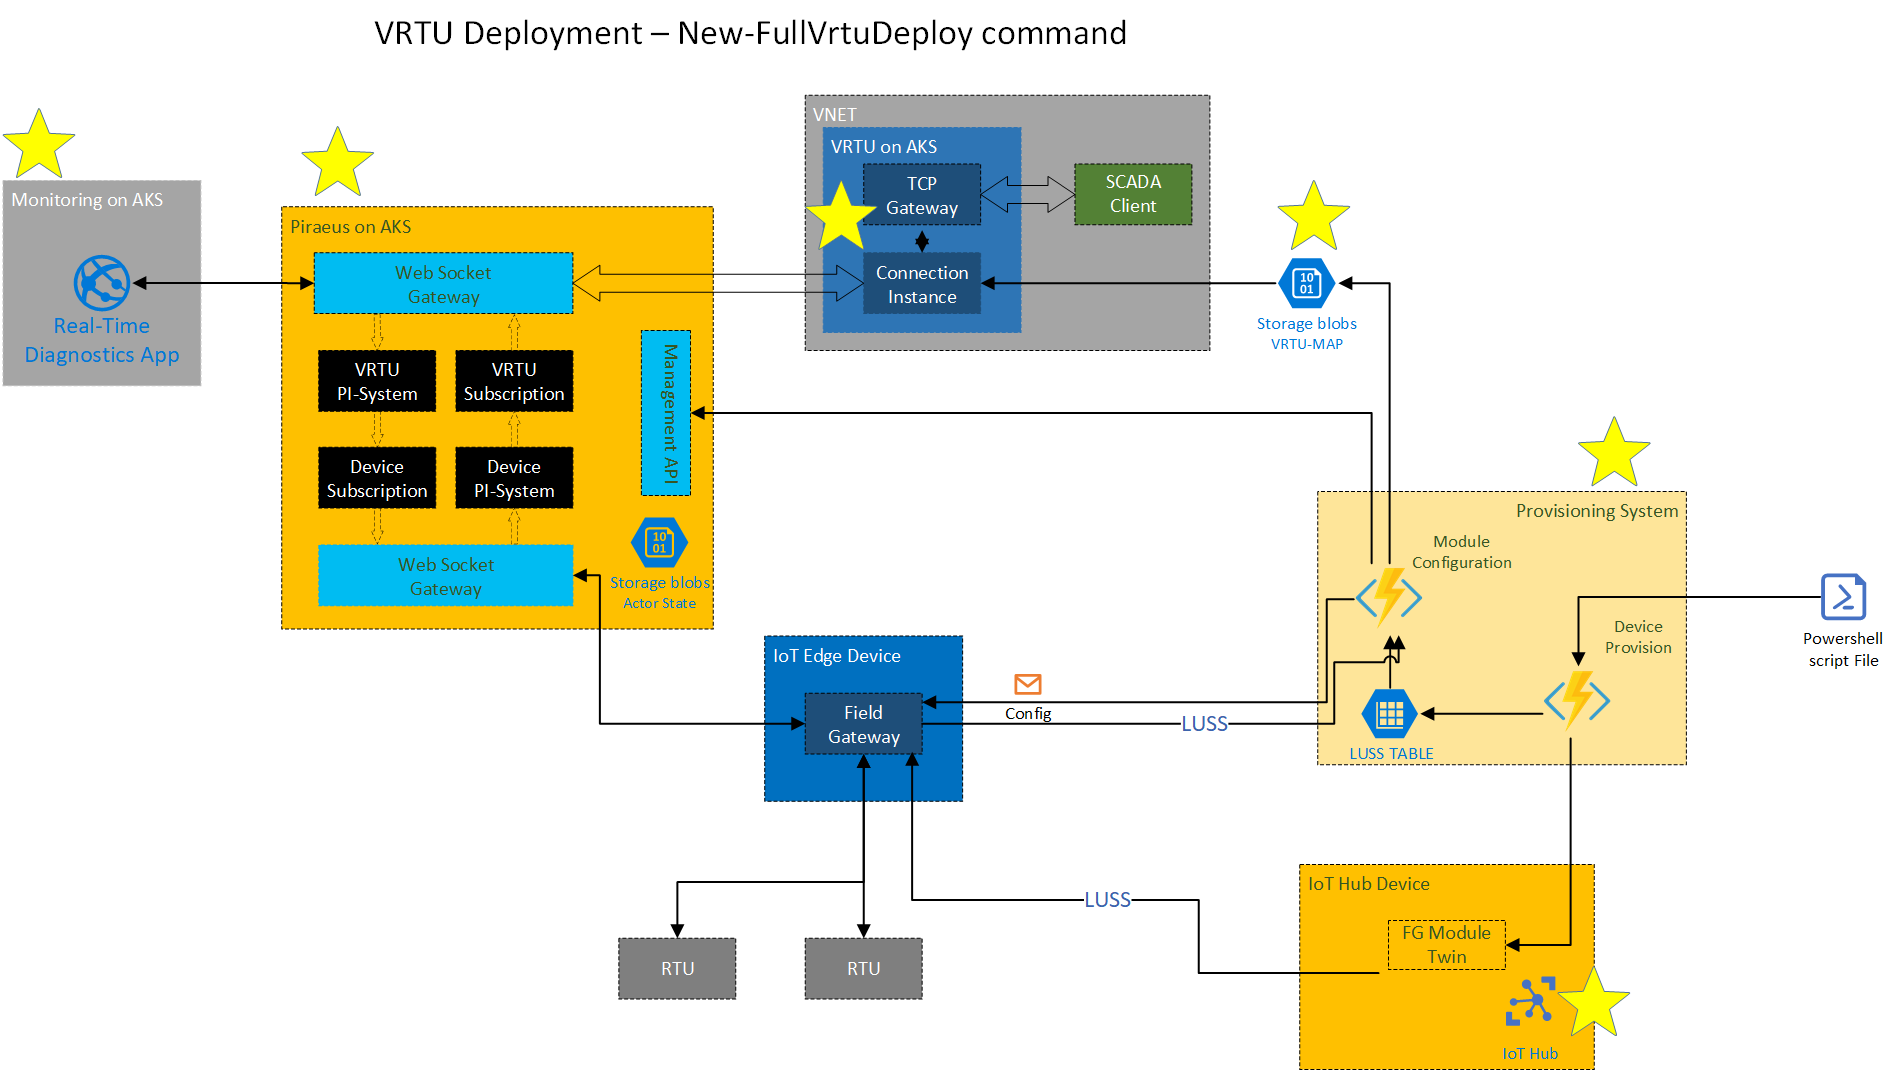 VRTU Deployment – New-FullVrtuDeploy command
VNET
VRTU on AKS
TCP
Gateway
SCADA
Client
Connection
Instance
Storage blobs
VRTU-MAP
Monitoring on AKS
Real-Time
Diagnostics App
Piraeus on AKS
Web Socket
Gateway
VRTU
PI-System
VRTU
Subscription
Device
Subscription
Device
PI-System
Web Socket
Gateway
Management API
10
01
Storage blobs
Actor State
10
01
Provisioning System
Module
Configuration
Device
Provision
LUSS TABLE
Powershell
script File
IoT Edge Device
Field
Gateway
Config
LUSS
LUSS
RTU
RTU
IoT Hub Device
FG Module
Twin
IoT Hub